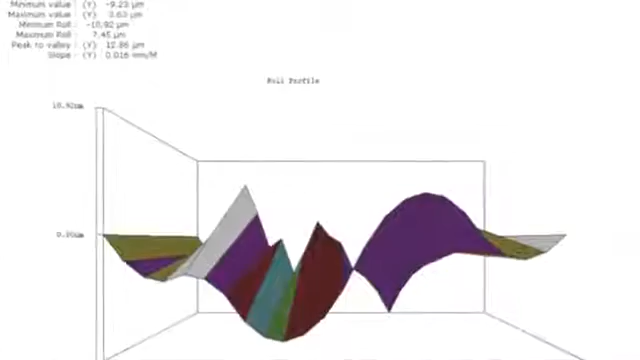 Minimum value : (Y) -9.23 µm
Maximum value : (Y) 3.63 µm
Minimum Roll : -10.92 µm
Maximum Roll : 7.45 µm
Peak to valley : (Y) 12.86 µm
Slope : (Y) 0.016 mm/M
Roll Profile
10.92um
0.00um